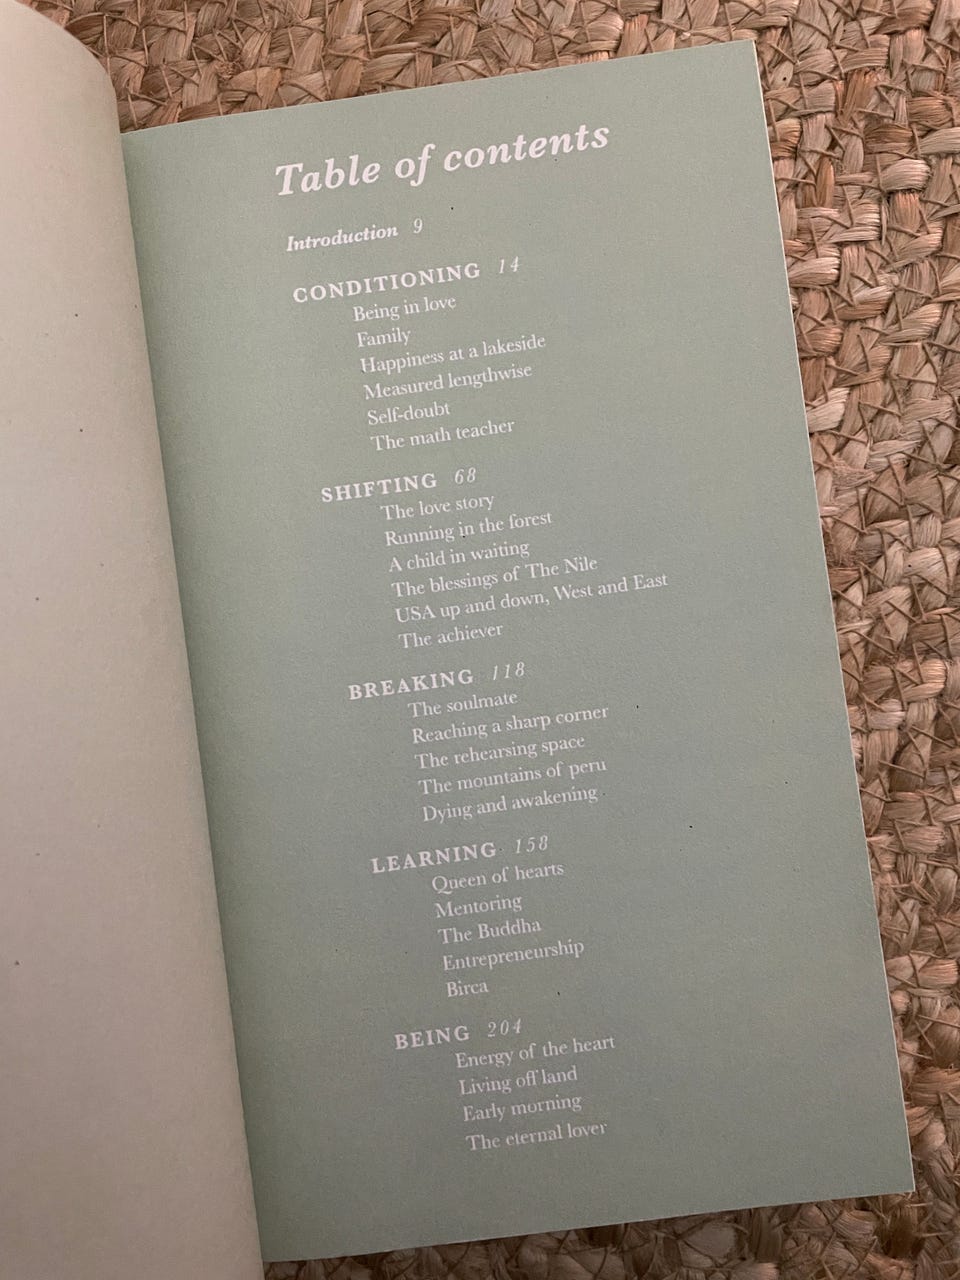 Table of contents
Introduction 9
CONDITIONING 14
Being in love
Family
Happiness at a lakeside
Measured lengthwise
Self-doubt
The math teacher
SHIFTING 68
The love story
Running in the forest
A child in waiting
The blessings of The Nile
USA up and down, West and East
The achiever
BREAKING 118
The soulmate
Reaching a sharp corner
The rehearsing space
The mountains of peru
Dying and awakening
LEARNING 158
Queen of hearts
Mentoring
The Buddha
Entrepreneurship
Birca
BEING 204
Energy of the heart
Living off land
Early morning
The eternal lover